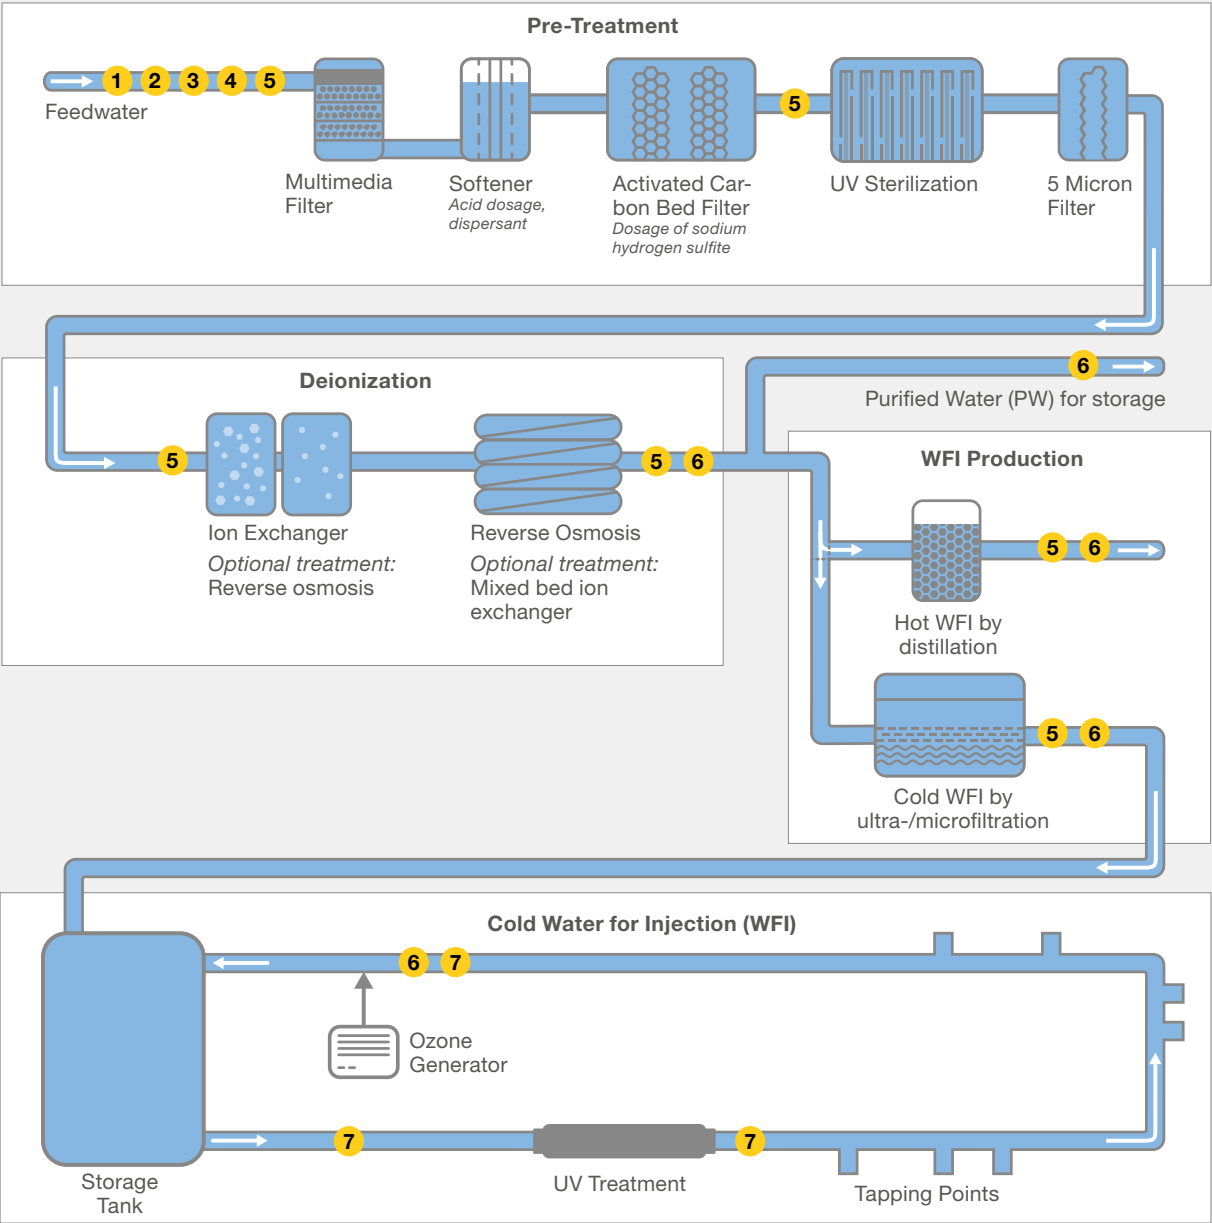 Pre-Treatment
1 2 3 4 5
Feedwater
5
Multimedia
Filter
Softener
Acid dosage,
dispersant
Activated Car-
bon Bed Filter
Dosage of sodium
hydrogen sulfite
UV Sterilization
5 Micron
Filter
Deionization
5
5 6
Ion Exchanger
Optional treatment:
Reverse osmosis
Reverse Osmosis
Optional treatment:
Mixed bed ion
exchanger
6
Purified Water (PW) for storage
WFI Production
5 6
Hot WFI by
distillation
5 6
Cold WFI by
ultra-/microfiltration
Cold Water for Injection (WFI)
6 7
Ozone
Generator
7
7
Storage
Tank
UV Treatment
Tapping Points